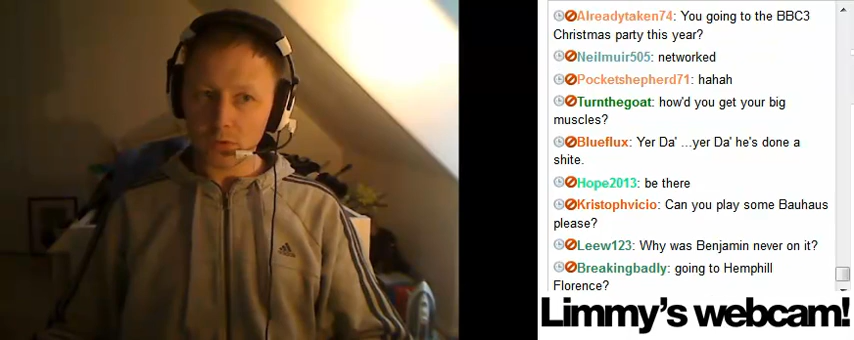 Alreadytaken74: You going to the BBC3
Christmas party this year?
Neilmuir505: networked
Pocketshepherd71: hahah
Turnthegoat: how'd you get your big
muscles?
Blueflux: Yer Da' ...yer Da' he's done a
shite.
Hope2013: be there
Kristophvicio: Can you play some Bauhaus
please?
Leew123: Why was Benjamin never on it?
Breakingbadly: going to Hemphill
Florence?
Limmy's webcam!
adidas